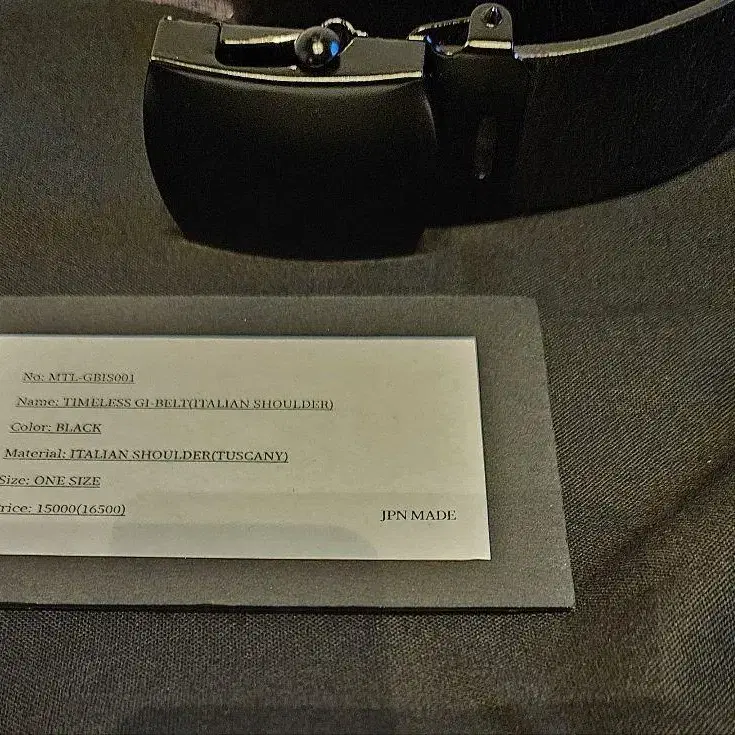 No: MTL-GBIS001
Name: TIMELESS GI-BELT(ITALIAN SHOULDER)
Color: BLACK
Material: ITALIAN SHOULDER(TUSCANY)
Size: ONE SIZE
rice: 15000(16500)
JPN MADE